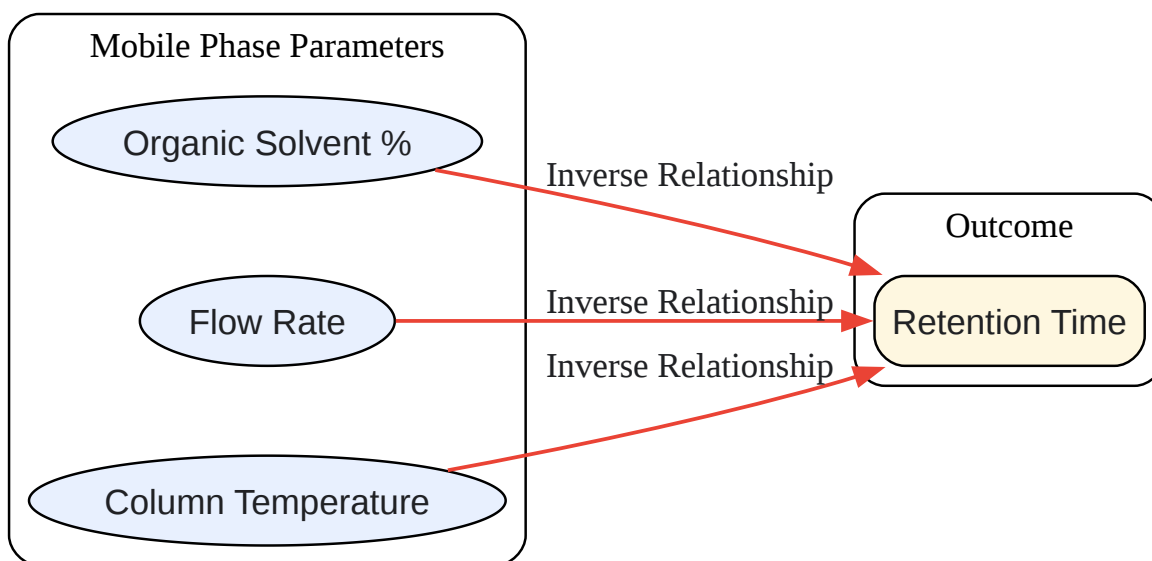 Mobile Phase Parameters
Organic Solvent %
Inverse Relationship
Outcome
Flow Rate
Inverse Relationship
Retention Time
Inverse Relationship
Column Temperature